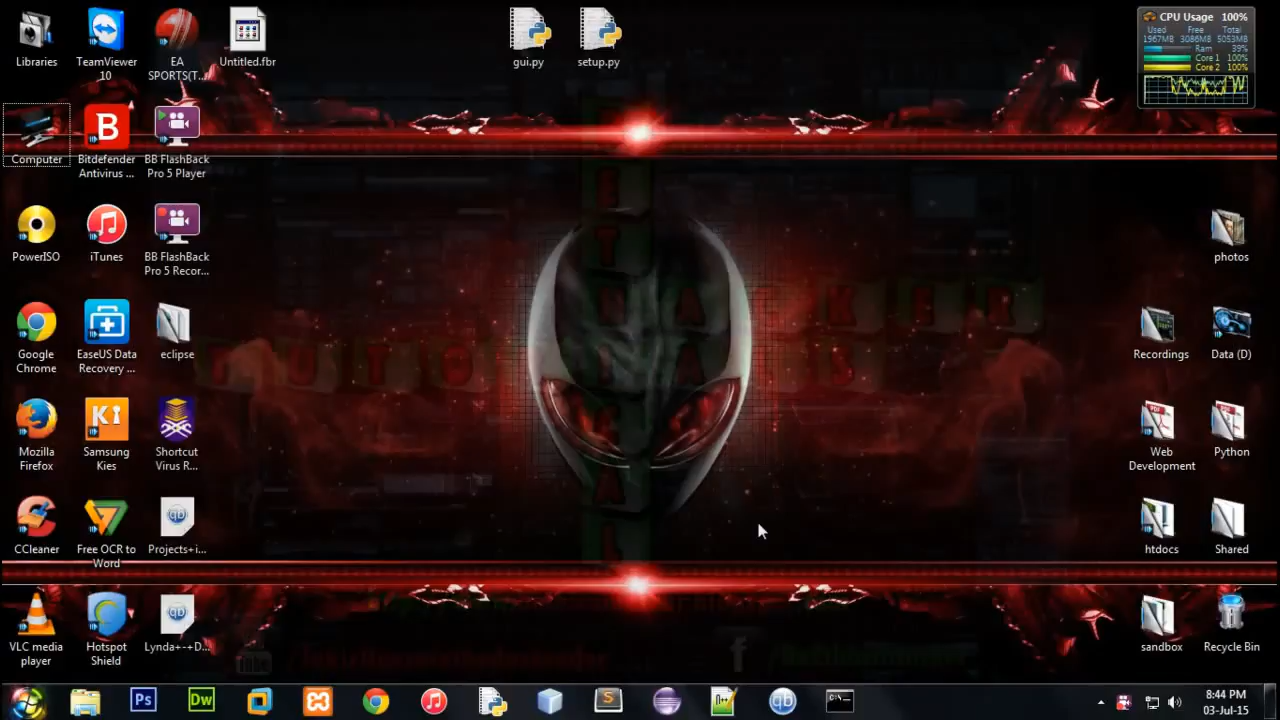 Libraries
TeamViewer
10
EA
SPORTS(T...
Untitled.fbr
gui.py
setup.py
CPU Usage 100%
Used Free Total
1967MB 3086MB 5053MB
Ram 39%
Core 1 100%
Core 2 100%
Computer
Bitdefender
Antivirus ...
BB FlashBack
Pro 5 Player
PowerISO
iTunes
BB FlashBack
Pro 5 Recor...
photos
Google
Chrome
EaseUS Data
Recovery ...
eclipse
Recordings
Data (D)
Mozilla
Firefox
Samsung
Kies
Shortcut
Virus R...
Web
Development
Python
CCleaner
Free OCR to
Word
Projects+i...
htdocs
Shared
VLC media
player
Hotspot
Shield
Lynda+-+D...
sandbox
Recycle Bin
8:44 PM
03-Jul-15